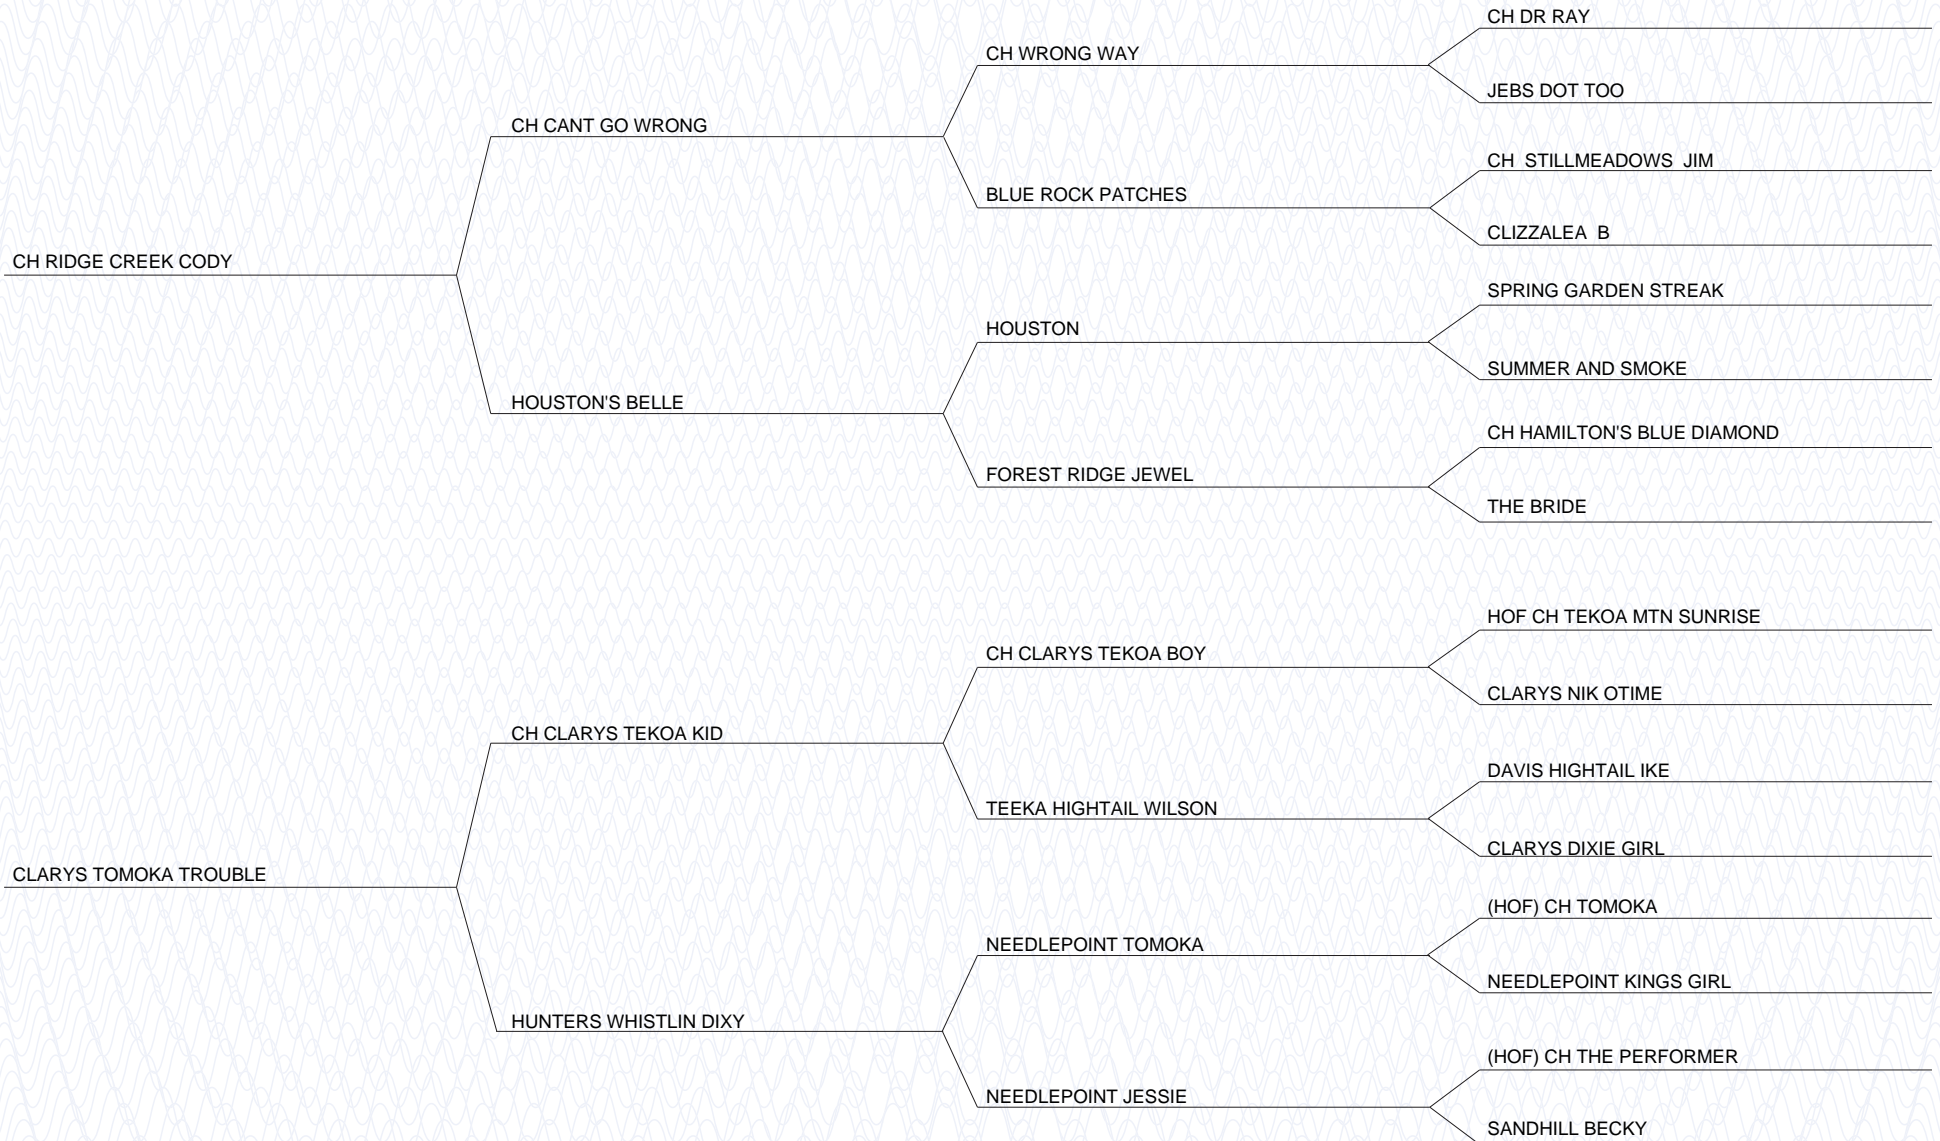 CH DR RAY
CH WRONG WAY
JEBS DOT TOO
CH CANT GO WRONG
CH  STILLMEADOWS  JIM
BLUE ROCK PATCHES
CLIZZALEA  B
CH RIDGE CREEK CODY
SPRING GARDEN STREAK
HOUSTON
SUMMER AND SMOKE
HOUSTON'S BELLE
CH HAMILTON'S BLUE DIAMOND
FOREST RIDGE JEWEL
THE BRIDE
HOF CH TEKOA MTN SUNRISE
CH CLARYS TEKOA BOY
CLARYS NIK OTIME
CH CLARYS TEKOA KID
DAVIS HIGHTAIL IKE
TEEKA HIGHTAIL WILSON
CLARYS DIXIE GIRL
CLARYS TOMOKA TROUBLE
(HOF) CH TOMOKA
NEEDLEPOINT TOMOKA
NEEDLEPOINT KINGS GIRL
HUNTERS WHISTLIN DIXY
(HOF) CH THE PERFORMER
NEEDLEPOINT JESSIE
SANDHILL BECKY